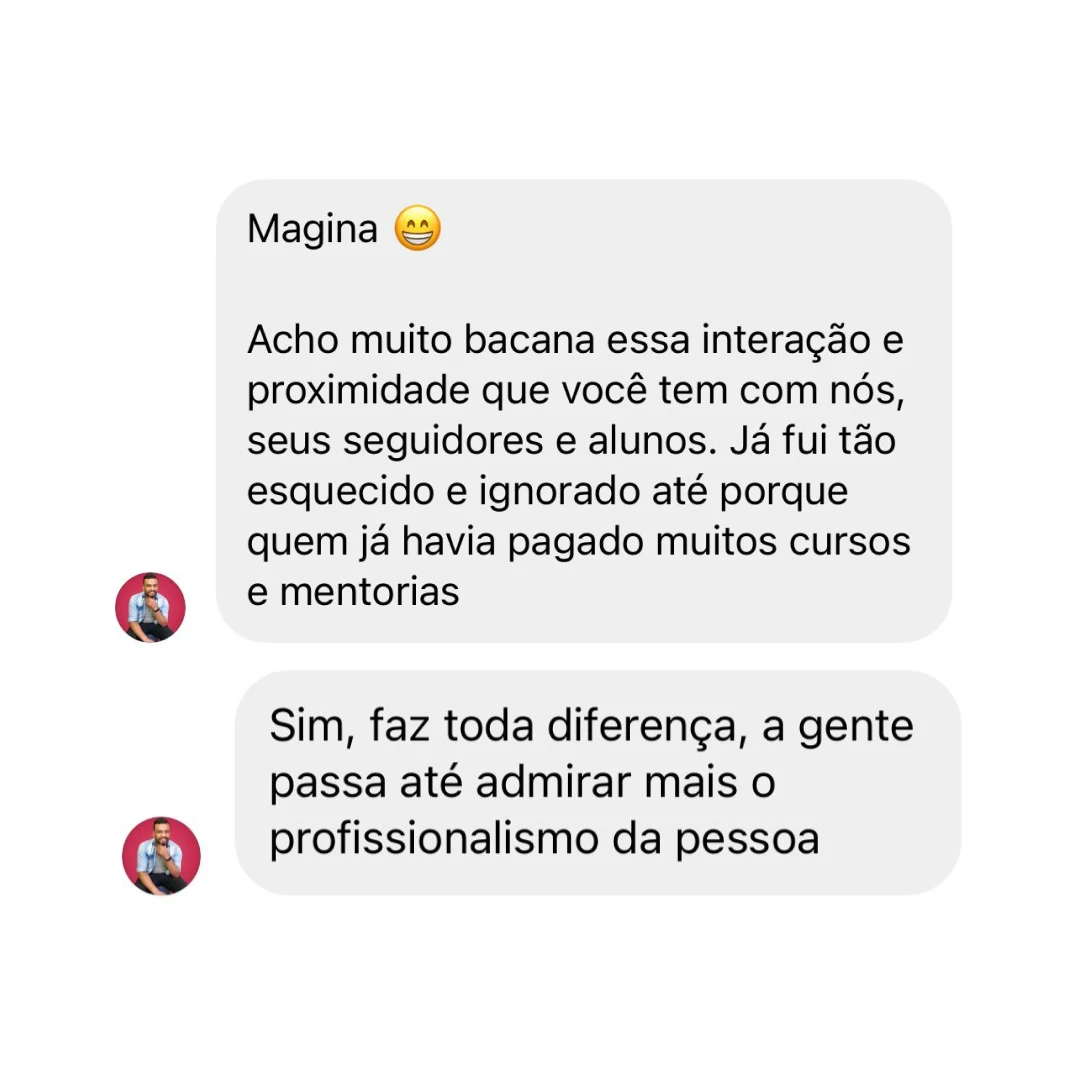 Magina 😁
Acho muito bacana essa interação e
proximidade que você tem com nós,
seus seguidores e alunos. Já fui tão
esquecido e ignorado até porque
quem já havia pagado muitos cursos
e mentorias
Sim, faz toda diferença, a gente
passa até admirar mais o
profissionalismo da pessoa